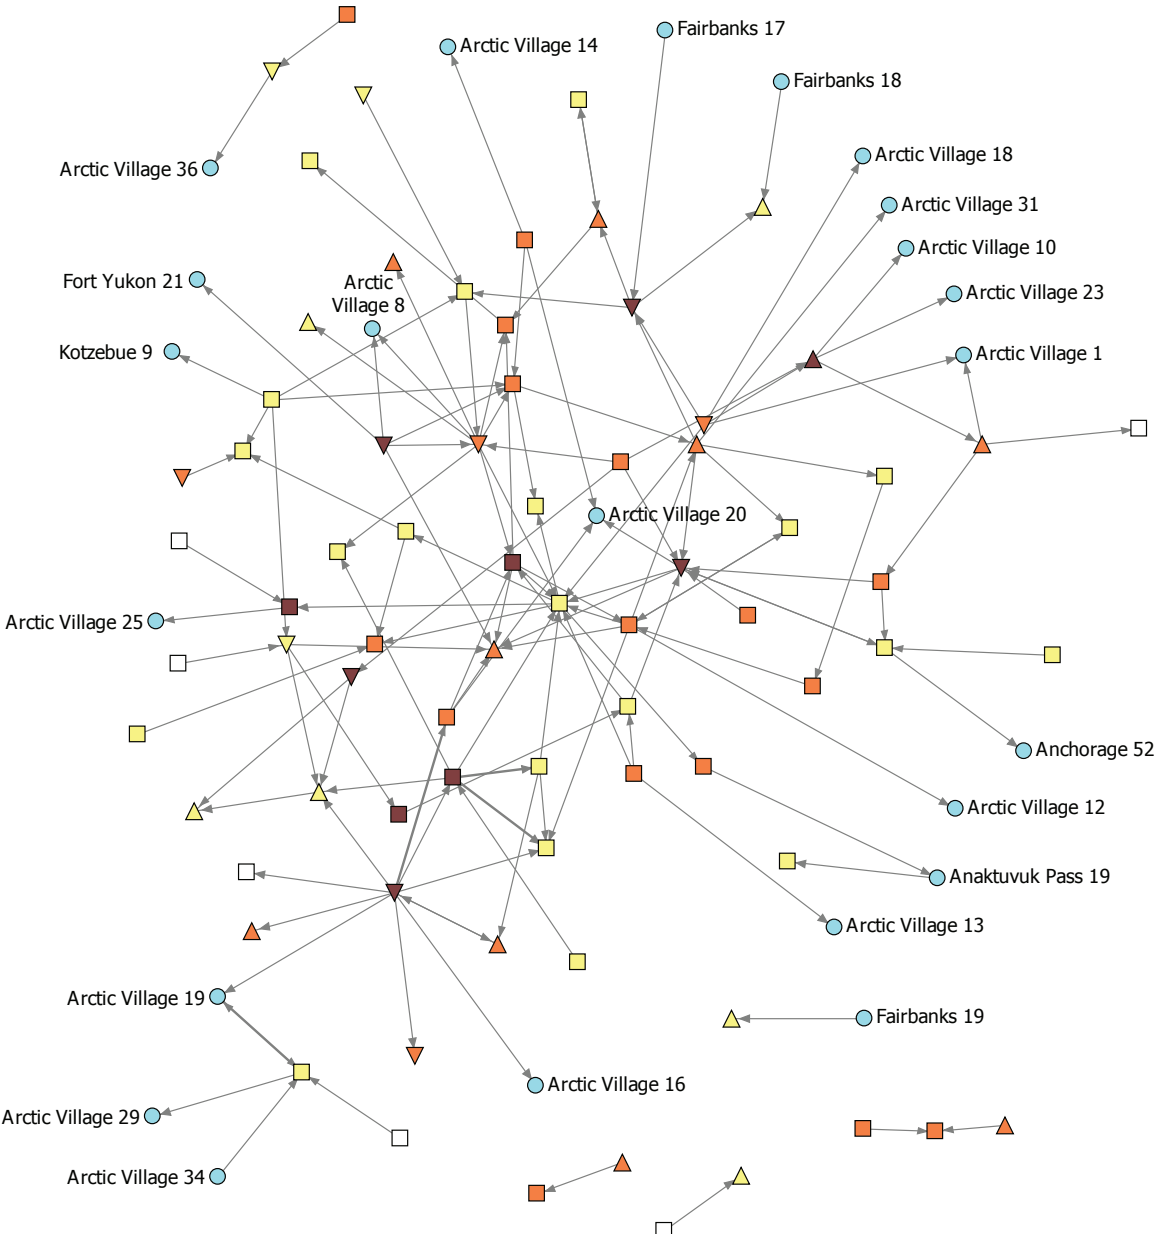 Fairbanks 17
Arctic Village 14
Fairbanks 18
Arctic Village 18
Arctic Village 36
Arctic Village 31
Arctic Village 10
Fort Yukon 21
Arctic
Village 8
Arctic Village 23
Kotzebue 9
Arctic Village 1
Arctic Village 20
Arctic Village 25
Anchorage 52
Arctic Village 12
Anaktuvuk Pass 19
Arctic Village 13
Arctic Village 19
Fairbanks 19
Arctic Village 16
Arctic Village 29
Arctic Village 34